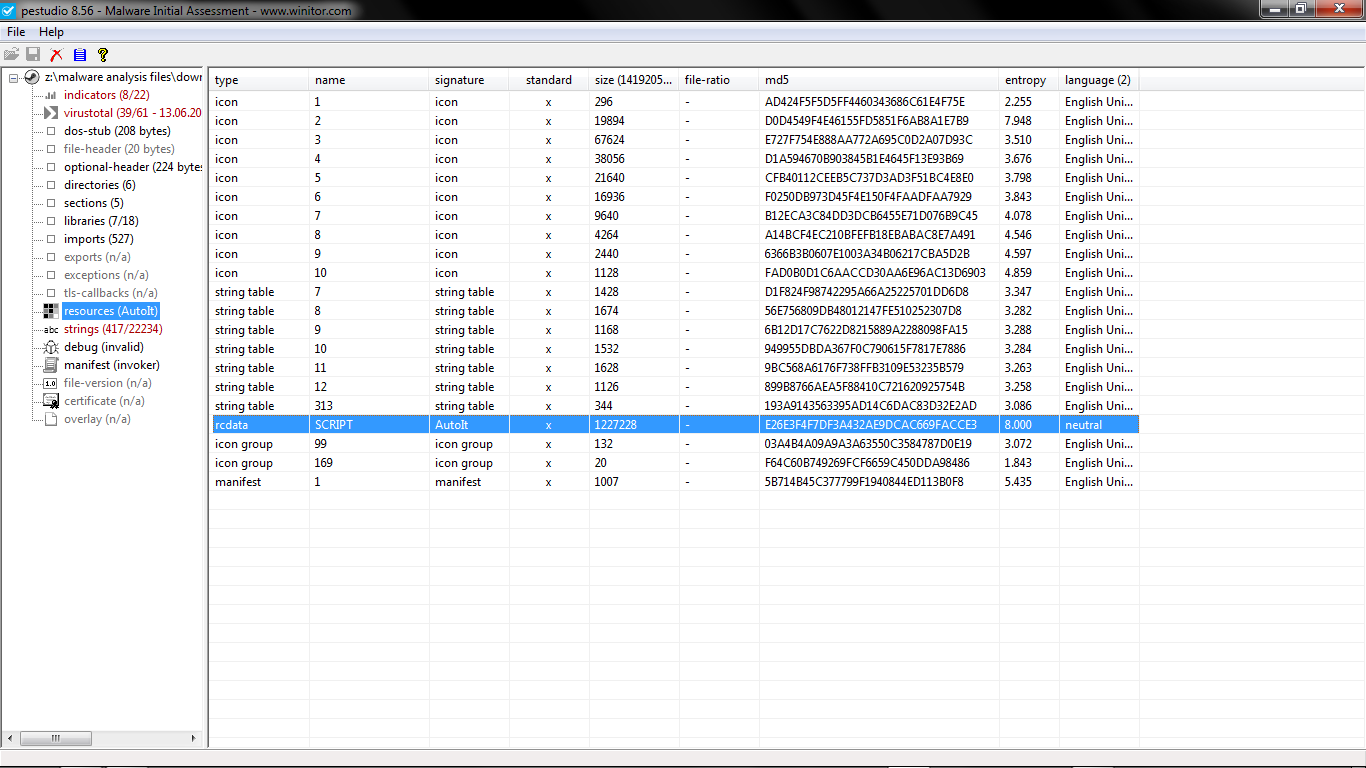 pestudio 8.56 - Malware Initial Assessment - www.winitor.com
File Help
z:\malware analysis files\down
indicators (8/22)
virustotal (39/61 - 13.06.20
dos-stub (208 bytes)
file-header (20 bytes)
optional-header (224 bytes
directories (6)
sections (5)
libraries (7/18)
imports (527)
exports (n/a)
exceptions (n/a)
tls-callbacks (n/a)
resources (AutoIt)
abc strings (417/22234)
debug (invalid)
manifest (invoker)
1.0 file-version (n/a)
certificate (n/a)
overlay (n/a)
type name signature standard size (1419205... file-ratio md5 entropy language (2)
icon 1 icon x 296 - AD424F5F5D5FF4460343686C61E4F75E 2.255 English Uni...
icon 2 icon x 19894 - D0D4549F4E46155FD5851F6AB8A1E7B9 7.948 English Uni...
icon 3 icon x 67624 - E727F754E888AA772A695C0D2A07D93C 3.510 English Uni...
icon 4 icon x 38056 - D1A594670B903845B1E4645F13E93B69 3.676 English Uni...
icon 5 icon x 21640 - CFB40112CEEB5C737D3AD3F51BC4E8E0 3.798 English Uni...
icon 6 icon x 16936 - F0250DB973D45F4E150F4FAADFAA7929 3.843 English Uni...
icon 7 icon x 9640 - B12ECA3C84DD3DCB6455E71D076B9C45 4.078 English Uni...
icon 8 icon x 4264 - A14BCF4EC210BFEFB18EBABAC8E7A491 4.546 English Uni...
icon 9 icon x 2440 - 6366B3B0607E1003A34B06217CBA5D2B 4.597 English Uni...
icon 10 icon x 1128 - FAD0B0D1C6AACCD30AA6E96AC13D6903 4.859 English Uni...
string table 7 string table x 1428 - D1F824F98742295A66A25225701DD6D8 3.347 English Uni...
string table 8 string table x 1674 - 56E756809DB48012147FE510252307D8 3.282 English Uni...
string table 9 string table x 1168 - 6B12D17C7622D8215889A2288098FA15 3.288 English Uni...
string table 10 string table x 1532 - 949955DBDA367F0C790615F7817E7886 3.284 English Uni...
string table 11 string table x 1628 - 9BC568A6176F738FFB3109E53235B579 3.263 English Uni...
string table 12 string table x 1126 - 899B8766AEA5F88410C721620925754B 3.258 English Uni...
string table 313 string table x 344 - 193A9143563395AD14C6DAC83D32E2AD 3.086 English Uni...
rcdata SCRIPT AutoIt x 1227228 - E26E3F4F7DF3A432AE9DCAC669FACCE3 8.000 neutral
icon group 99 icon group x 132 - 03A4B4A09A9A3A63550C3584787D0E19 3.072 English Uni...
icon group 169 icon group x 20 - F64C60B749269FCF6659C450DDA98486 1.843 English Uni...
manifest 1 manifest x 1007 - 5B714B45C377799F1940844ED113B0F8 5.435 English Uni...